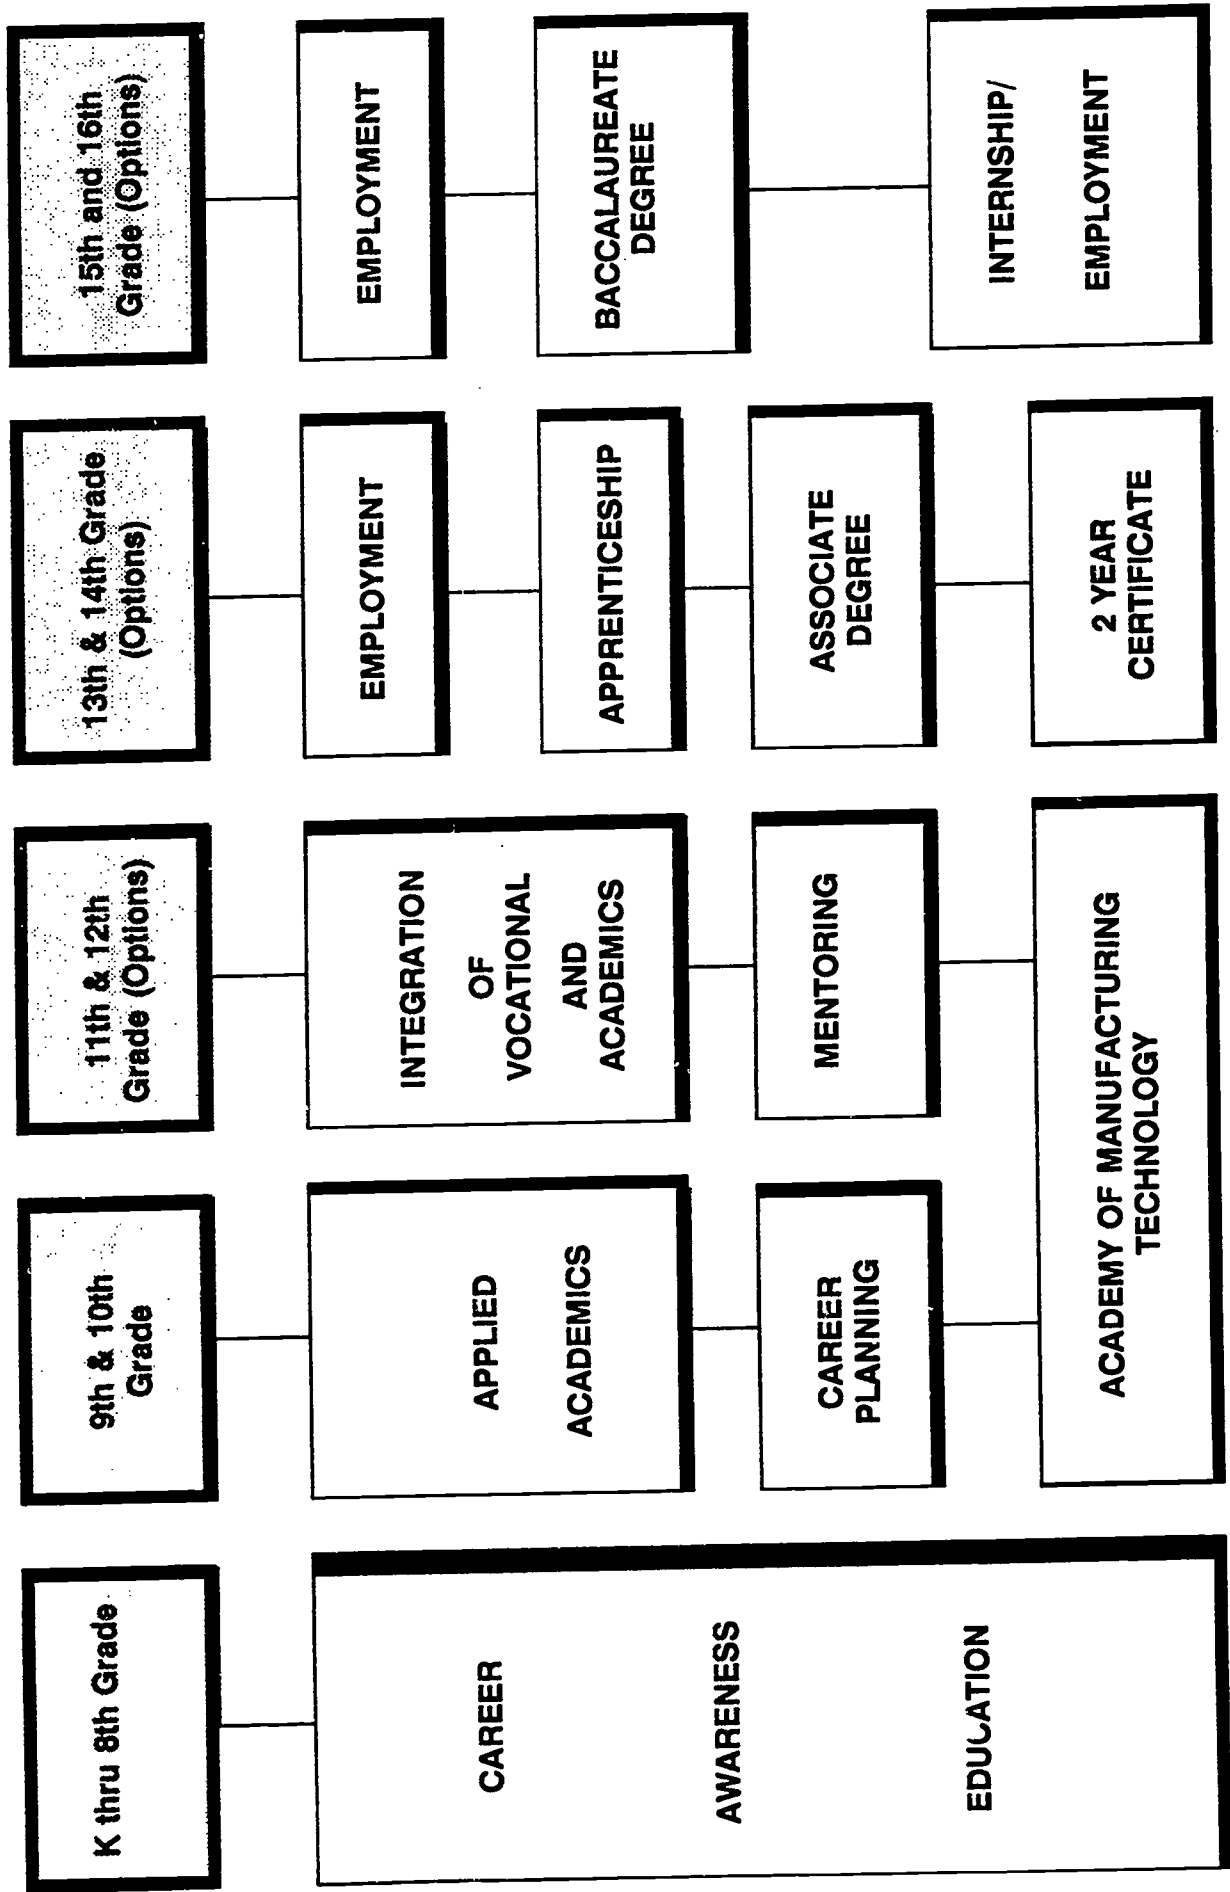 K thru 8th Grade
CAREER
AWARENESS
EDUCATION
9th & 10th
Grade
APPLIED
ACADEMICS
CAREER
PLANNING
11th & 12th
Grade (Options)
INTEGRATION
OF
VOCATIONAL
AND
ACADEMICS
MENTORING
ACADEMY OF MANUFACTURING
TECHNOLOGY
13th & 14th Grade
(Options)
EMPLOYMENT
APPRENTICESHIP
ASSOCIATE
DEGREE
2 YEAR
CERTIFICATE
15th and 16th
Grade (Options)
EMPLOYMENT
BACCALAUREATE
DEGREE
INTERNSHIP/
EMPLOYMENT